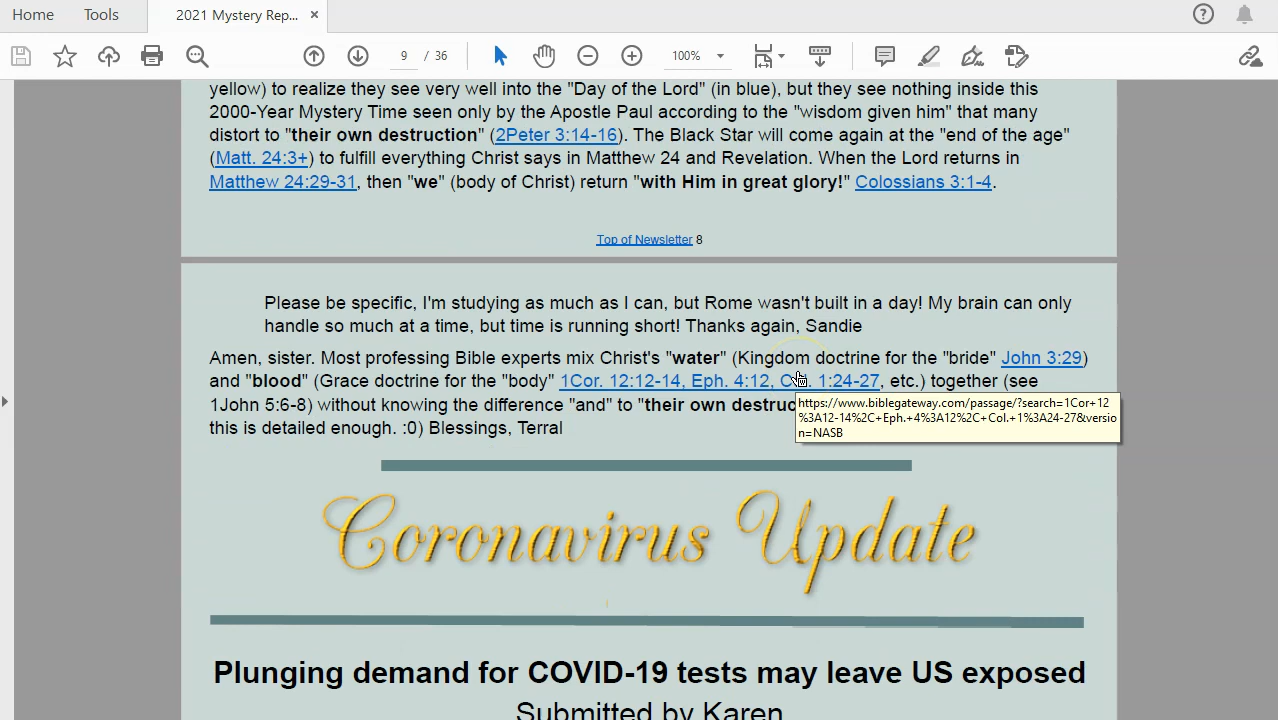 Home Tools 2021 Mystery Rep... ×
9 / 36 100%
yellow) to realize they see very well into the "Day of the Lord" (in blue), but they see nothing inside this
2000-Year Mystery Time seen only by the Apostle Paul according to the "wisdom given him" that many
distort to "their own destruction" (2Peter 3:14-16). The Black Star will come again at the "end of the age"
(Matt. 24:3+) to fulfill everything Christ says in Matthew 24 and Revelation. When the Lord returns in
Matthew 24:29-31, then "we" (body of Christ) return "with Him in great glory!" Colossians 3:1-4.
Top of Newsletter 8
Please be specific, I'm studying as much as I can, but Rome wasn't built in a day! My brain can only
handle so much at a time, but time is running short! Thanks again, Sandie
Amen, sister. Most professing Bible experts mix Christ's "water" (Kingdom doctrine for the "bride" John 3:29)
and "blood" (Grace doctrine for the "body" 1Cor. 12:12-14, Eph. 4:12, 1:24-27, etc.) together (see
1John 5:6-8) without knowing the difference "and" to "their own destruc
this is detailed enough. :0) Blessings, Terral
https://www.biblegateway.com/passage/?search=1Cor+12
%3A12-14%2C+Eph.+4%3A12%2C+Col.+1%3A24-27&versio
n=NASB
Coronavirus Update
Plunging demand for COVID-19 tests may leave US exposed
Submitted by Karen